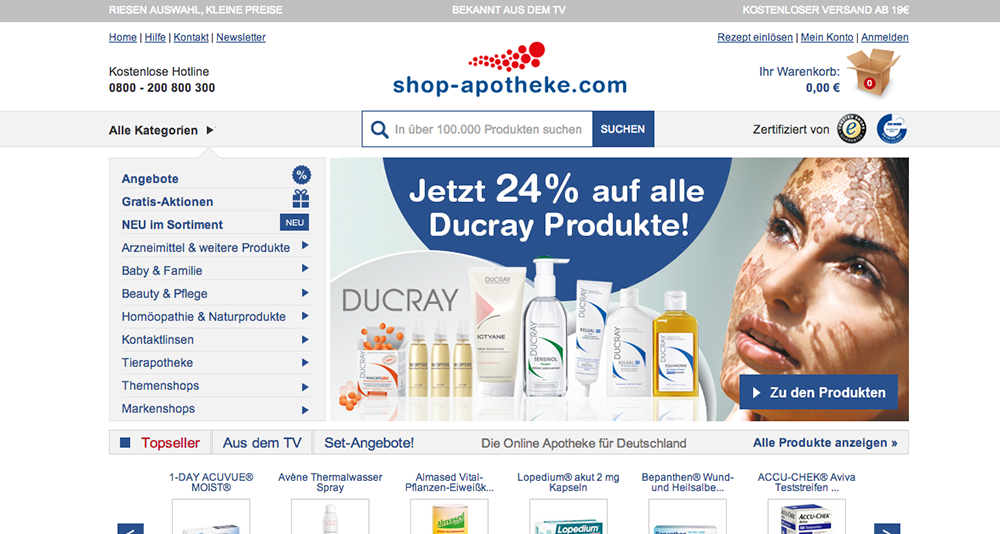 RIESEN AUSWAHL, KLEINE PREISE
BEKANNT AUS DEM TV
KOSTENLOSER VERSAND AB 19€
Home | Hilfe | Kontakt | Newsletter
Rezept einlösen | Mein Konto | Anmelden
Kostenlose Hotline
0800 - 200 800 300
shop-apotheke.com
Ihr Warenkorb:
0,00 €
0
Alle Kategorien
In über 100.000 Produkten suchen
SUCHEN
Zertifiziert von
e
Angebote
%
Gratis-Aktionen
NEU im Sortiment
NEU
Arzneimittel & weitere Produkte
Baby & Familie
Beauty & Pflege
Homöopathie & Naturprodukte
Kontaktlinsen
Tierapotheke
Themenshops
Markenshops
Jetzt 24% auf alle
Ducray Produkte!
DUCRAY
DUCRAY
ICTYANE
DUCRAY
SENSINOL
DUCRAY
KELUAL
DUCRAY
DUCRAY
DUCRAY
Zu den Produkten
Topseller
Aus dem TV
Set-Angebote!
Die Online Apotheke für Deutschland
Alle Produkte anzeigen »
1-DAY ACUVUE®
MOIST®
Avène Thermalwasser
Spray
Almased Vital-
Pflanzen-Eiweißk...
Lopedium® akut 2 mg
Kapseln
Bepanthen® Wund-
und Heilsalbe...
ACCU-CHEK® Aviva
Teststreifen ...
Almased
Lopedium
ACCU-CHEK
Aviva